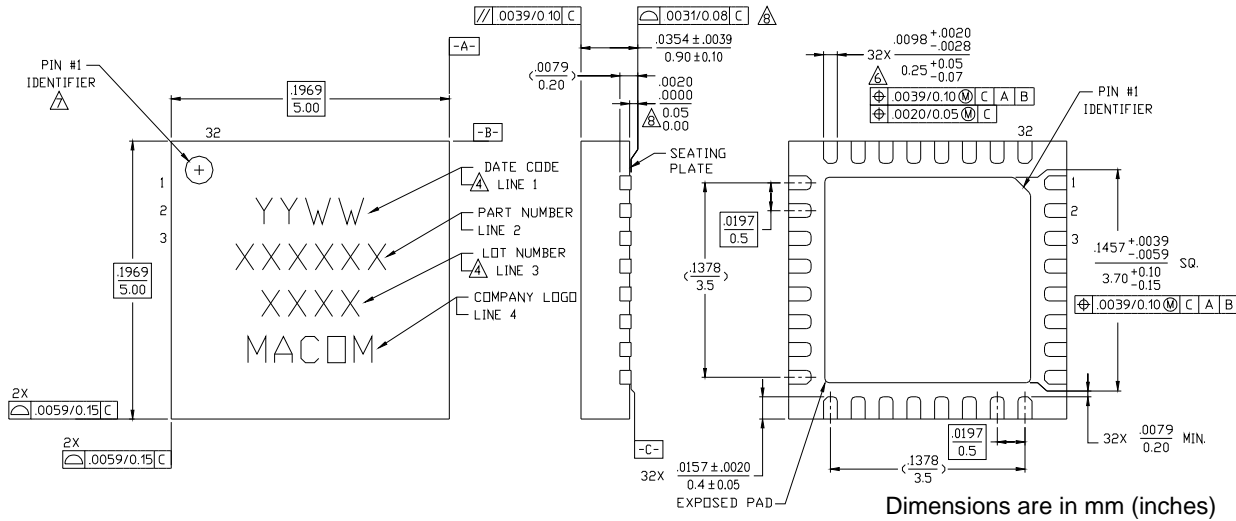 // .0039/0.10 C
⌓ .0031/0.08 C 8
.0354±.0039
0.90±0.10
(.0079
0.20)
.0020
.0000
0.05
0.00
8
SEATING
PLATE
-A-
-B-
-C-
PIN #1
IDENTIFIER
7
.1969
5.00
32
1
2
3
.1969
5.00
YYWW
XXXXXX
XXXX
MACOM
DATE CODE
4 LINE 1
PART NUMBER
LINE 2
LOT NUMBER
4 LINE 3
COMPANY LOGO
LINE 4
2X
⌓ .0059/0.15 C
2X
⌓ .0059/0.15 C
32X .0157±.0020
0.4±0.05
32X .0098 +.0020 -.0028
6 0.25 +0.05 -0.07
⌖ .0039/0.10 Ⓜ C A B
⌖ .0020/0.05 Ⓜ C
PIN #1
IDENTIFIER
32
1
2
3
.0197
0.5
(.1378
3.5)
.1457 +.0039 -.0059 SQ.
3.70 +0.10 -0.15
⌖ .0039/0.10 Ⓜ C A B
.0197
0.5
(.1378
3.5)
32X .0079 MIN.
0.20
EXPOSED PAD
Dimensions are in mm (inches)